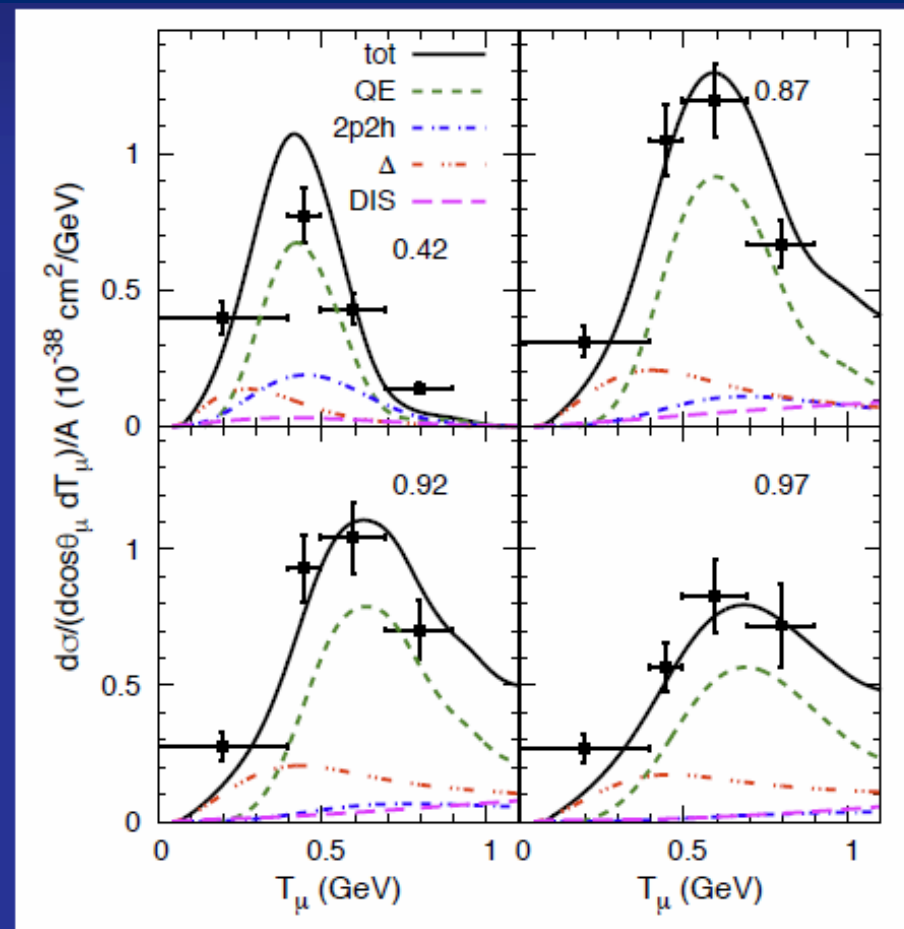 tot
QE
2p2h
Δ
DIS
0.42
0.87
1
0.5
0
dσ/(dcosθμ dTμ)/A (10⁻³⁸ cm²/GeV)
0.92
0.97
1
0.5
0
0 0.5 1 0 0.5 1
Tμ (GeV) Tμ (GeV)